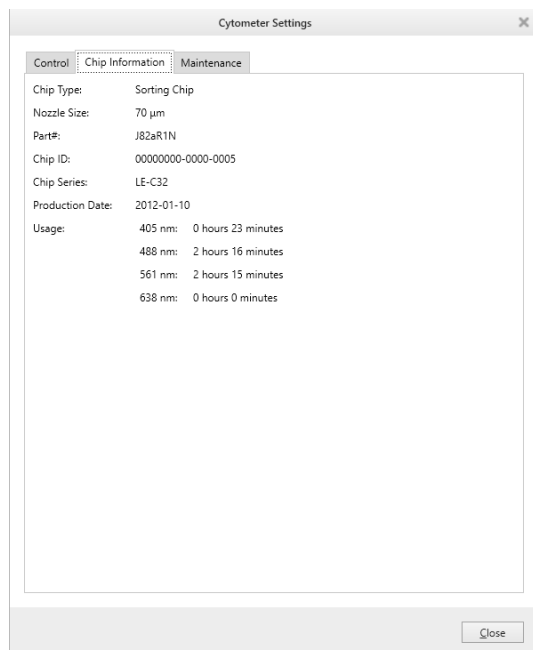 Cytometer Settings
Control Chip Information Maintenance
Chip Type: Sorting Chip
Nozzle Size: 70 µm
Part#: J82aR1N
Chip ID: 00000000-0000-0005
Chip Series: LE-C32
Production Date: 2012-01-10
Usage: 405 nm: 0 hours 23 minutes
488 nm: 2 hours 16 minutes
561 nm: 2 hours 15 minutes
638 nm: 0 hours 0 minutes
Close